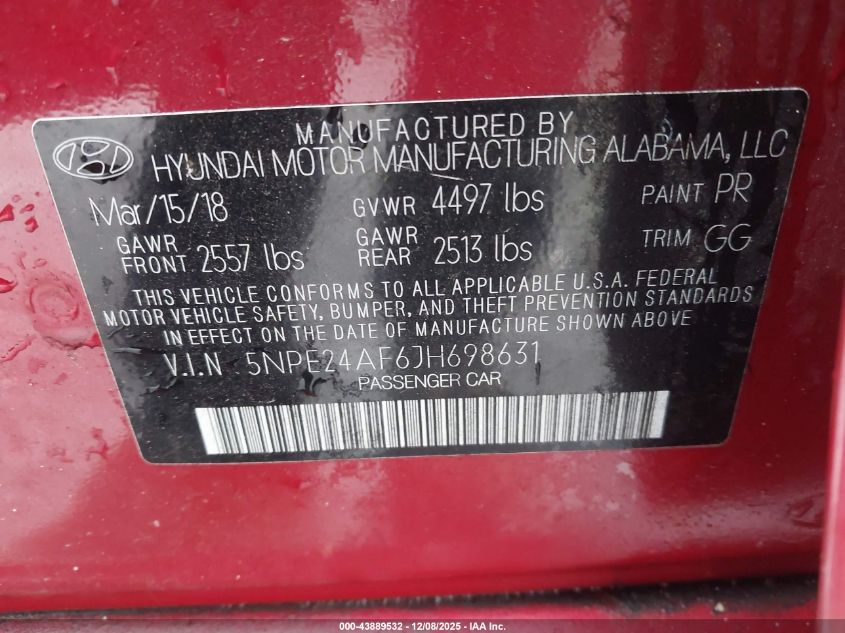 MANUFACTURED BY
HYUNDAI MOTOR MANUFACTURING ALABAMA, LLC
Mar/15/18 GVWR 4497 lbs PAINT PR
GAWR FRONT 2557 lbs GAWR REAR 2513 lbs TRIM GG
THIS VEHICLE CONFORMS TO ALL APPLICABLE U.S.A. FEDERAL
MOTOR VEHICLE SAFETY, BUMPER, AND THEFT PREVENTION STANDARDS
IN EFFECT ON THE DATE OF MANUFACTURE SHOWN ABOVE
V.I.N 5NPE24AF6JH698631
PASSENGER CAR
000-43889532 - 12/08/2025 - IAA Inc.